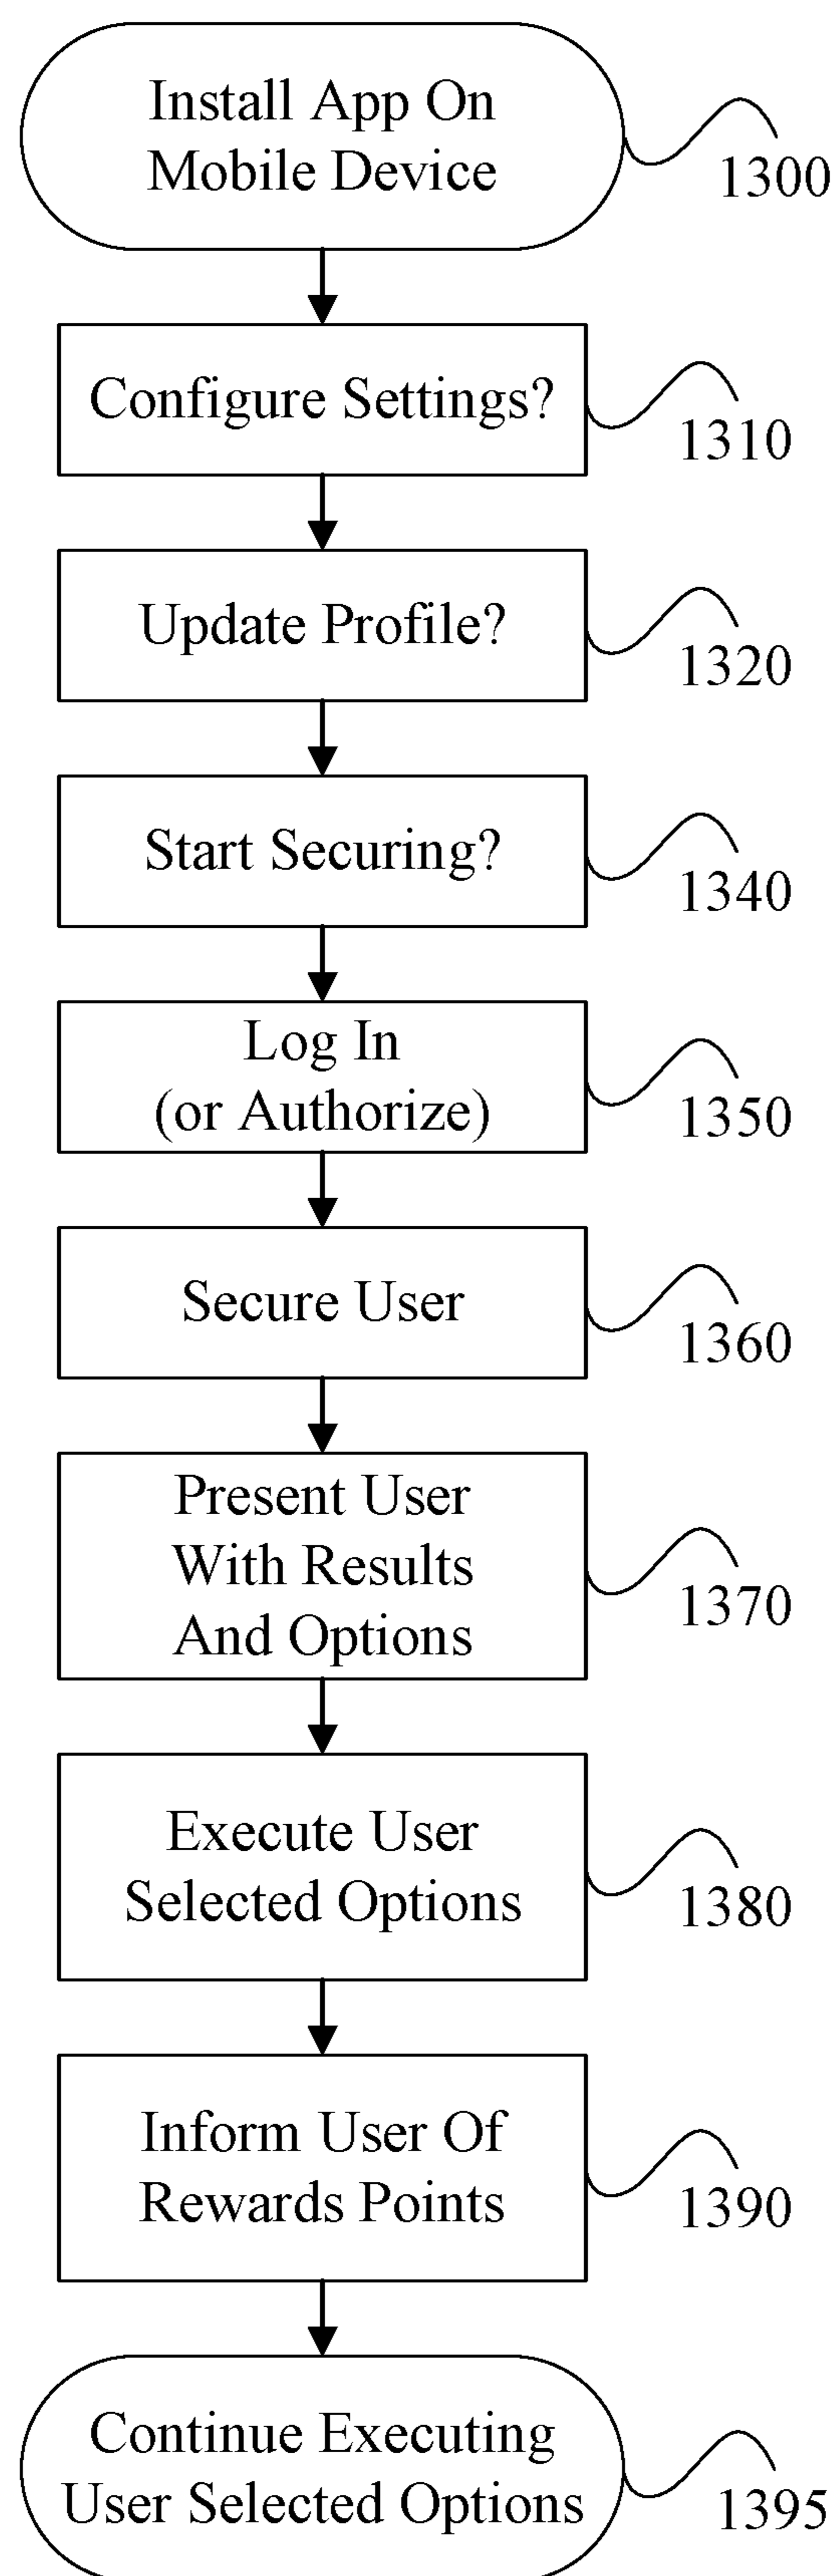 Install App On
Mobile Device
1300
Configure Settings?
1310
Update Profile?
1320
Start Securing?
1340
Log In
(or Authorize)
1350
Secure User
1360
Present User
With Results
And Options
1370
Execute User
Selected Options
1380
Inform User Of
Rewards Points
1390
Continue Executing
User Selected Options
1395